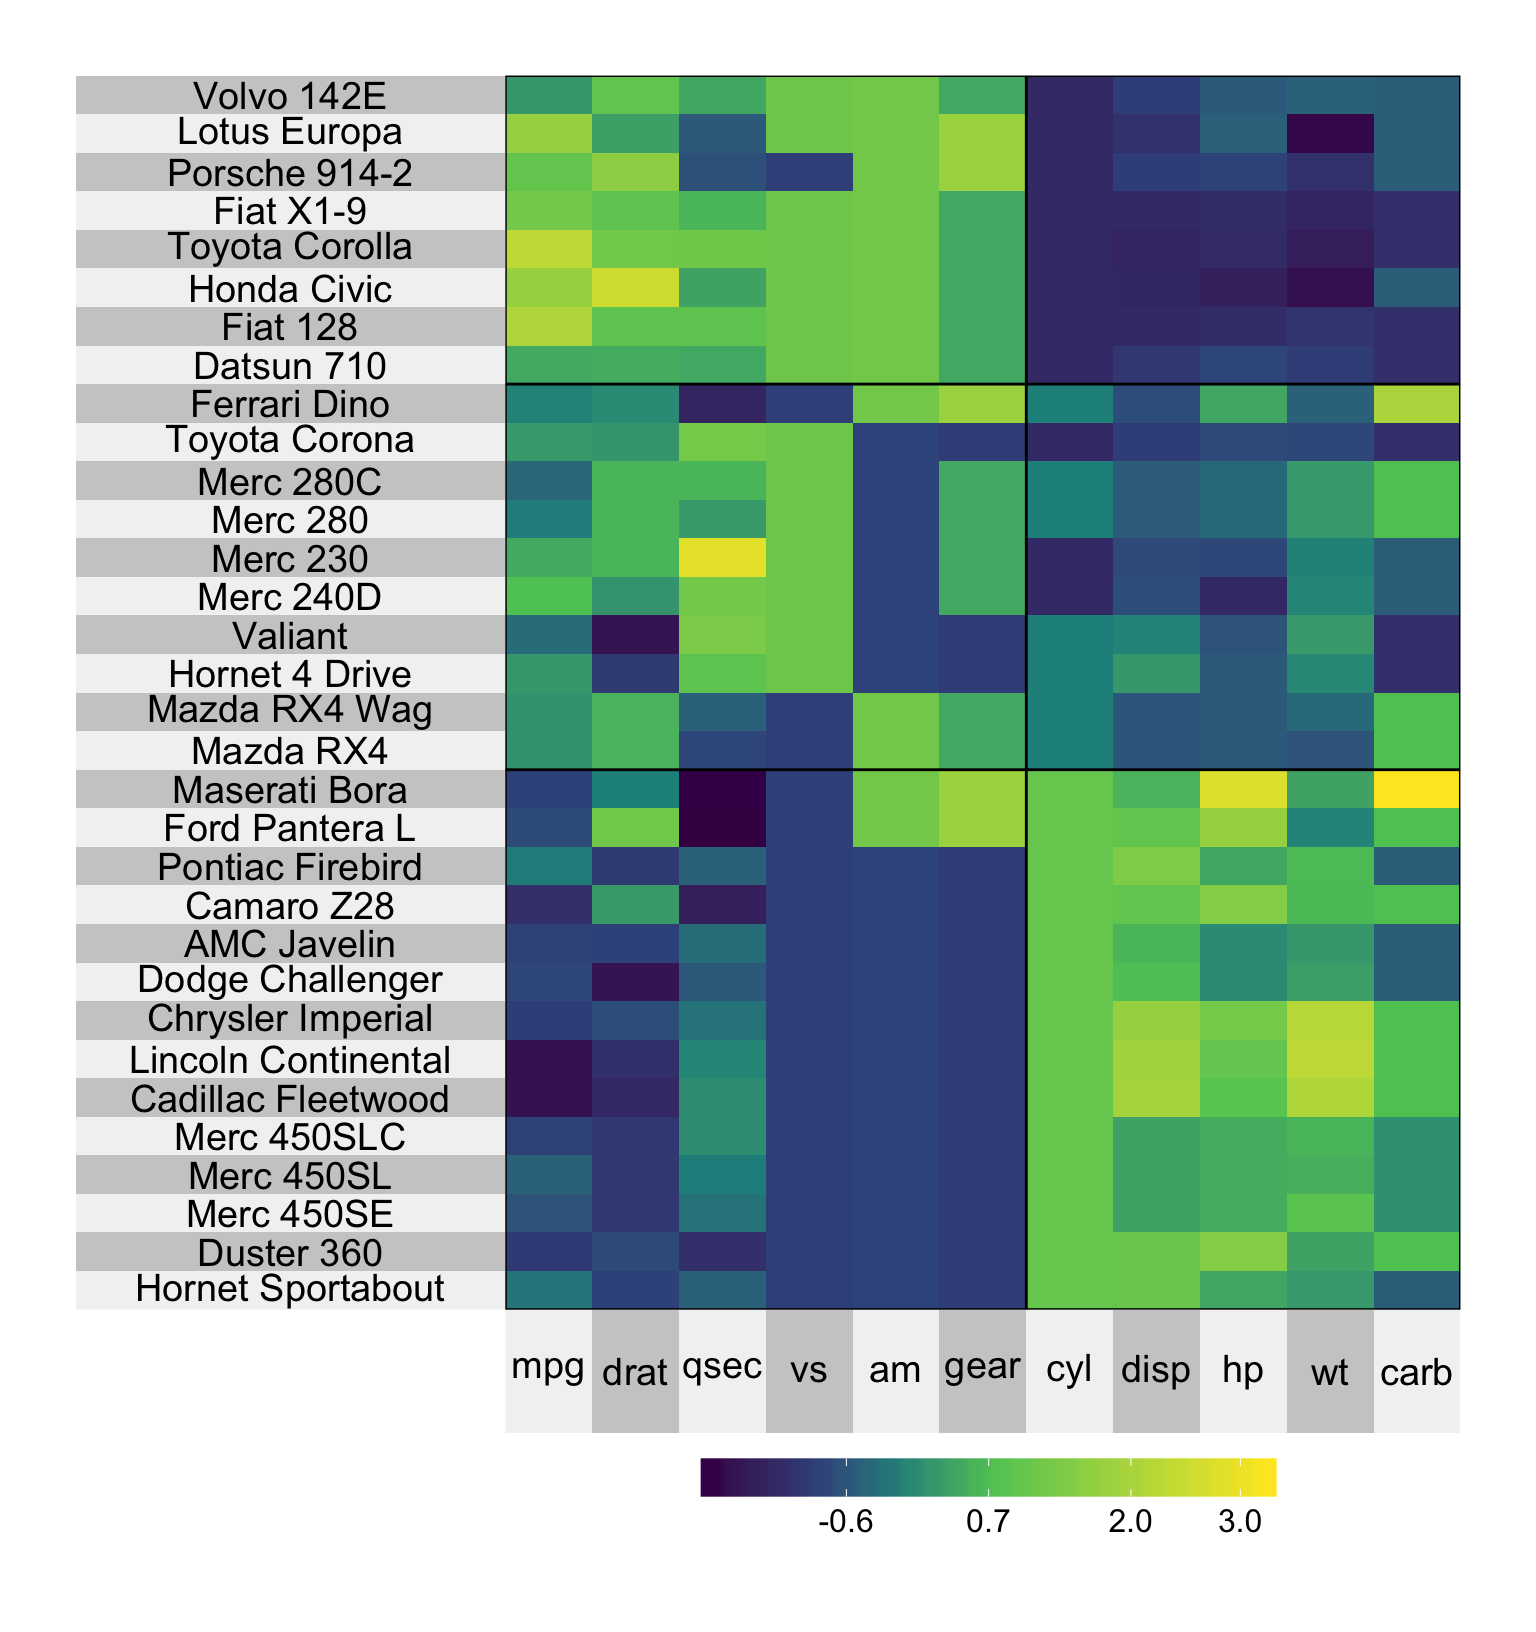 Volvo 142E
Lotus Europa
Porsche 914-2
Fiat X1-9
Toyota Corolla
Honda Civic
Fiat 128
Datsun 710
Ferrari Dino
Toyota Corona
Merc 280C
Merc 280
Merc 230
Merc 240D
Valiant
Hornet 4 Drive
Mazda RX4 Wag
Mazda RX4
Maserati Bora
Ford Pantera L
Pontiac Firebird
Camaro Z28
AMC Javelin
Dodge Challenger
Chrysler Imperial
Lincoln Continental
Cadillac Fleetwood
Merc 450SLC
Merc 450SL
Merc 450SE
Duster 360
Hornet Sportabout
mpg drat qsec vs am gear cyl disp hp wt carb
-0.6 0.7 2.0 3.0